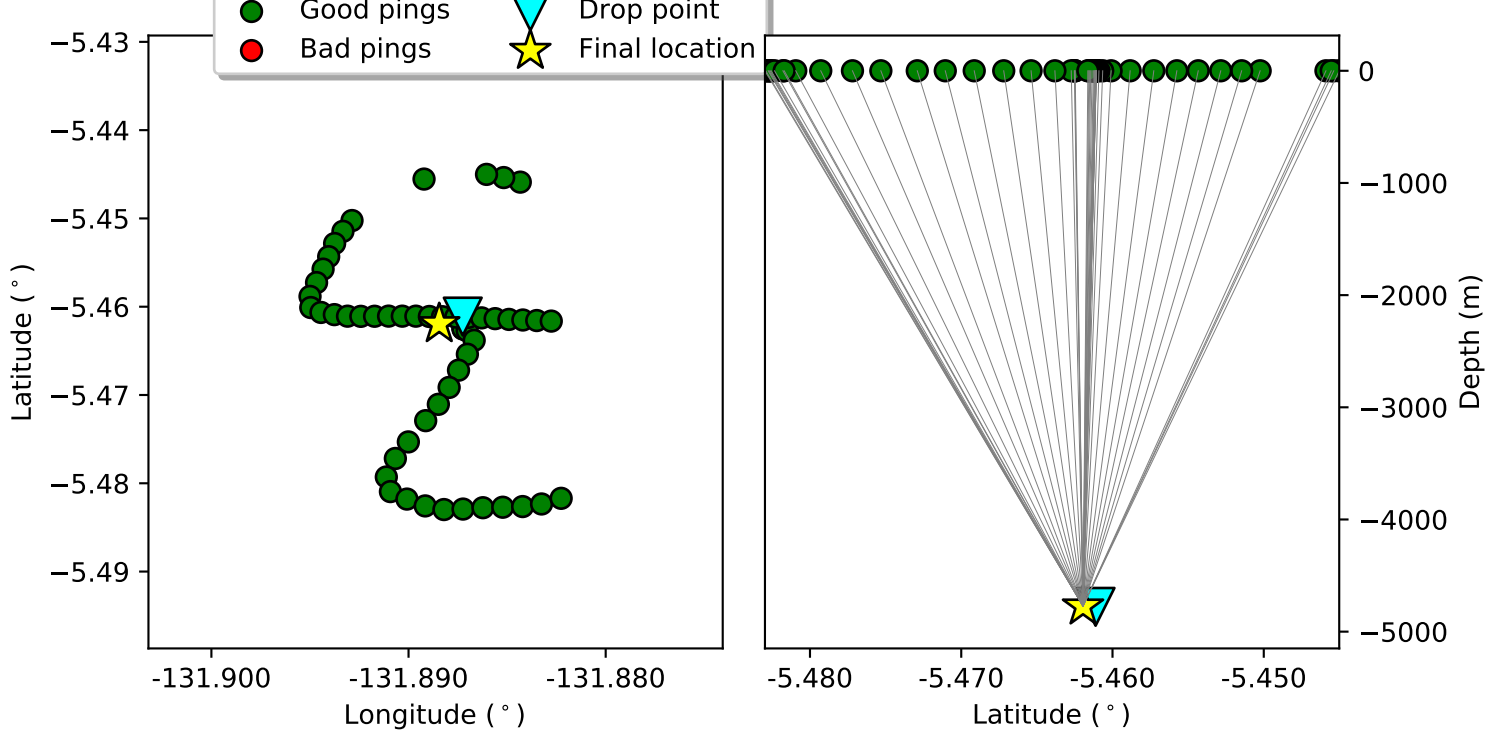 Good pings
Drop point
Bad pings
Final location
−5.43
−5.44
−5.45
−5.46
−5.47
−5.48
−5.49
Latitude (°)
-131.900
-131.890
-131.880
Longitude (°)
0
−1000
−2000
−3000
−4000
−5000
Depth (m)
-5.480
-5.470
-5.460
-5.450
Latitude (°)